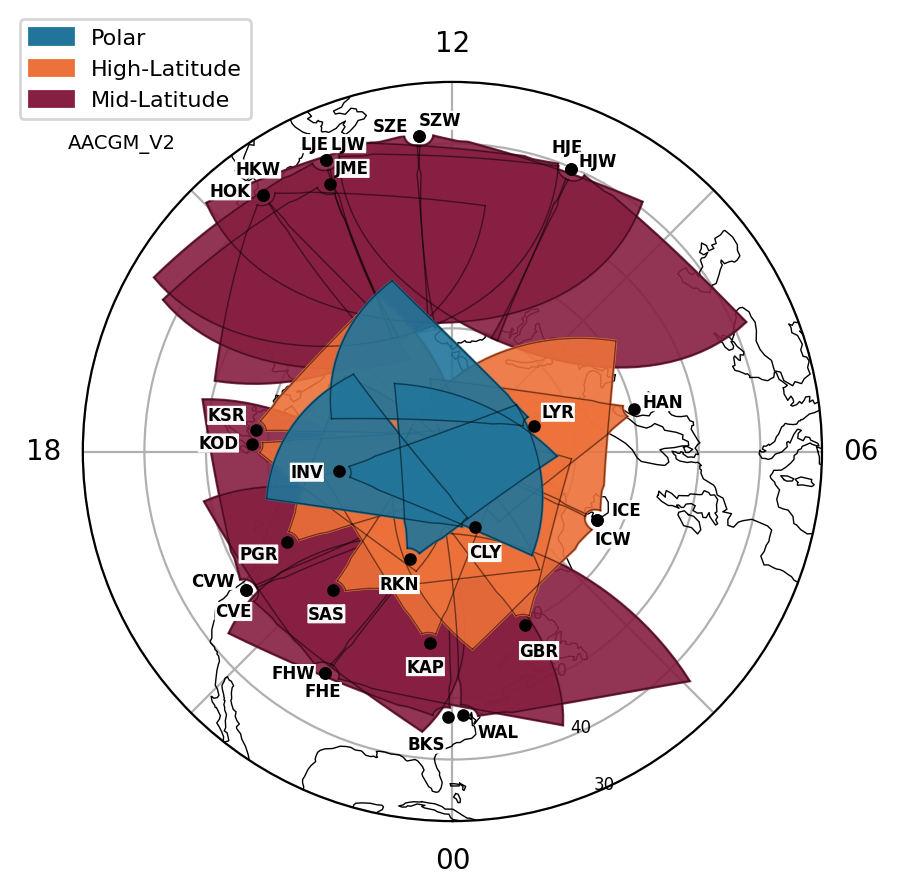 Polar
High-Latitude
Mid-Latitude
AACGM_V2
12
SZE SZW
LJE LJW
HJE
HJW
JME
HKW
HOK
HAN
LYR
KSR
KOD
18
06
INV
ICE
ICW
CLY
PGR
RKN
CVW
CVE
SAS
GBR
KAP
FHW
FHE
40
WAL
BKS
30
00